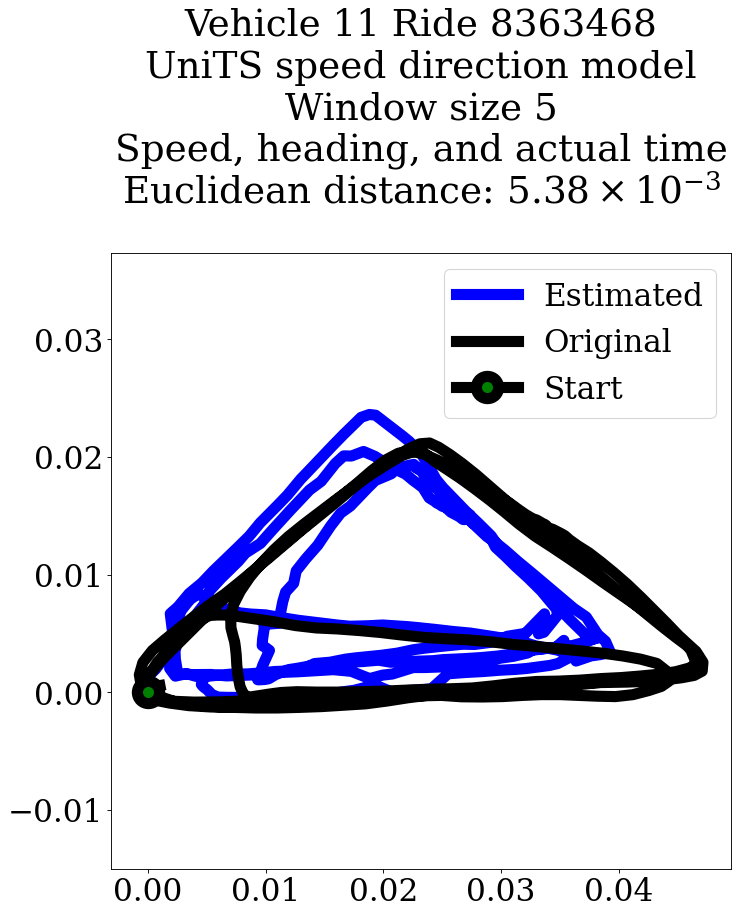 Vehicle 11 Ride 8363468
UniTS speed direction model
Window size 5
Speed, heading, and actual time
Euclidean distance: 5.38 × 10⁻³
Estimated
Original
Start
0.03
0.02
0.01
0.00
−0.01
0.00 0.01 0.02 0.03 0.04